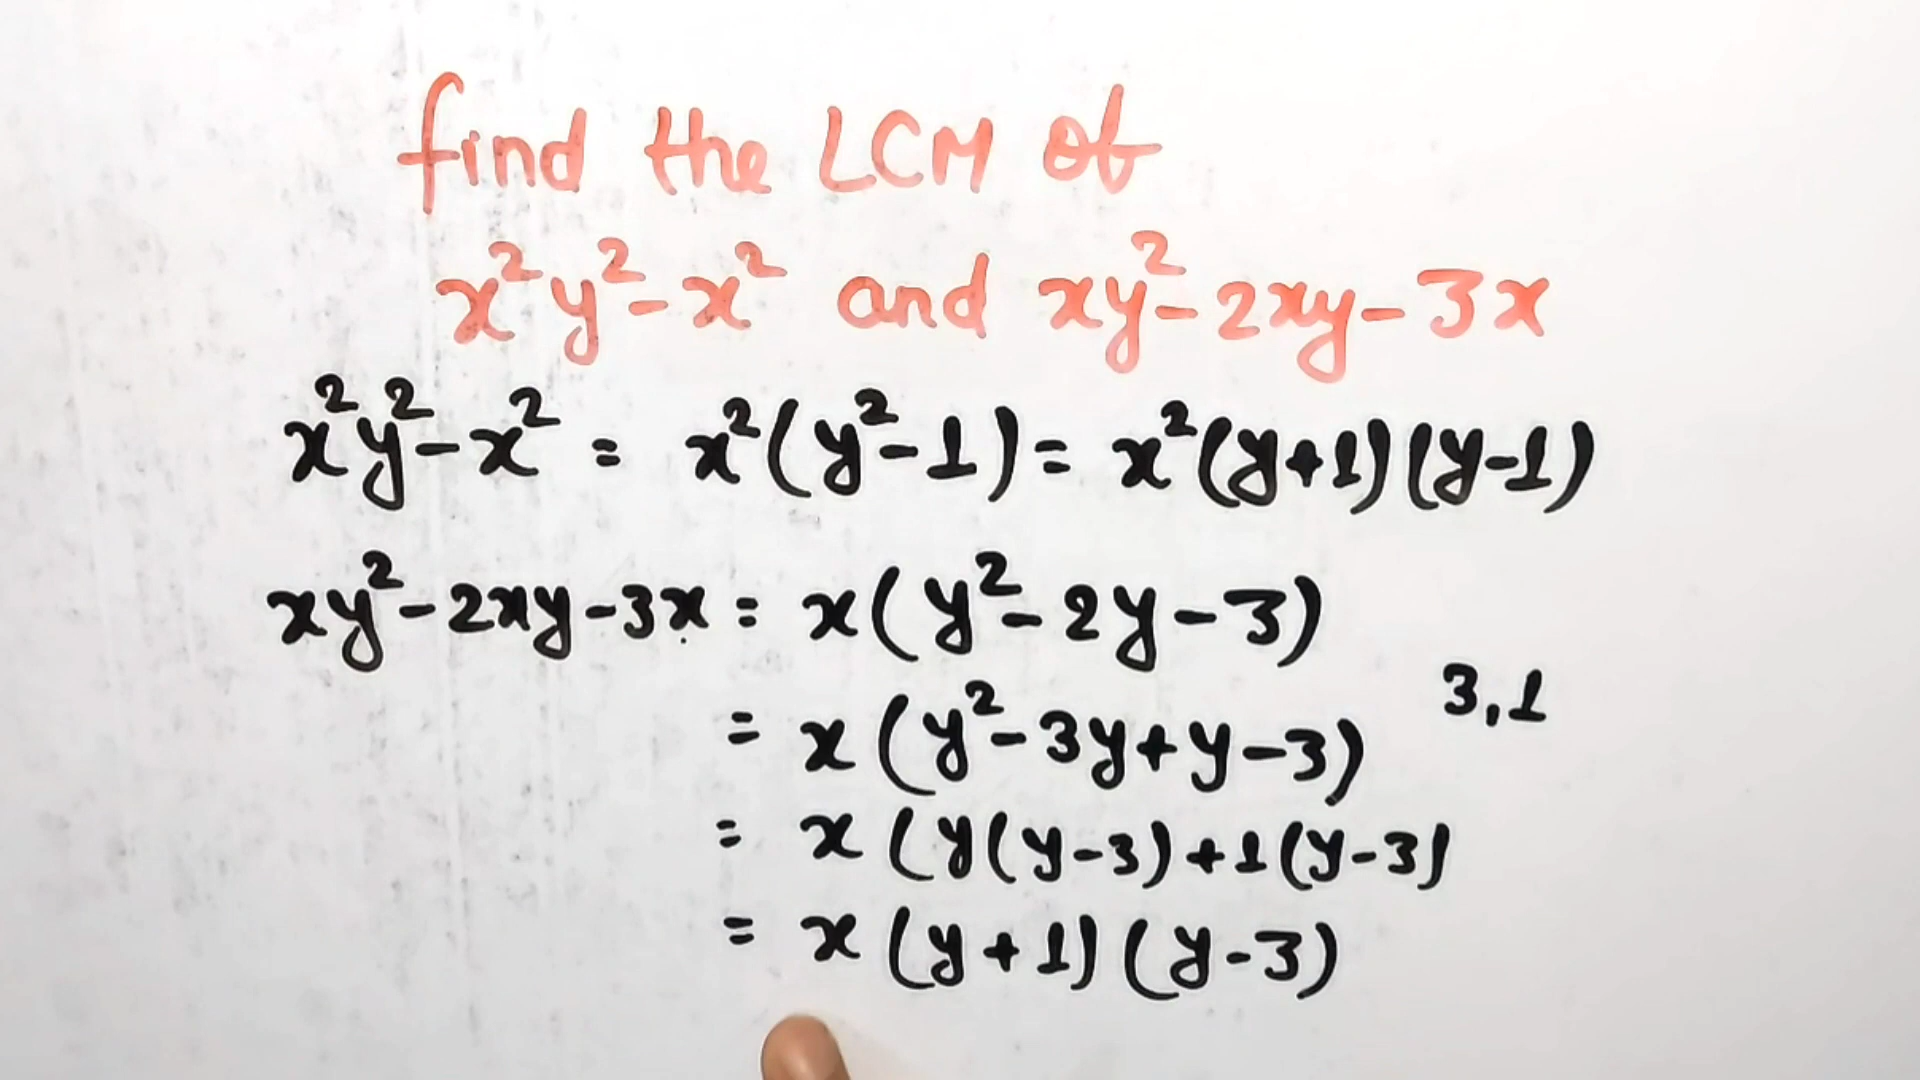 find the LCM of
x²y²-x² and xy²-2xy-3x
x²y²-x² = x²(y²-1) = x²(y+1)(y-1)
xy²-2xy-3x = x(y²-2y-3)
3,1
= x(y²-3y+y-3)
= x(y(y-3)+1(y-3)
= x(y+1)(y-3)